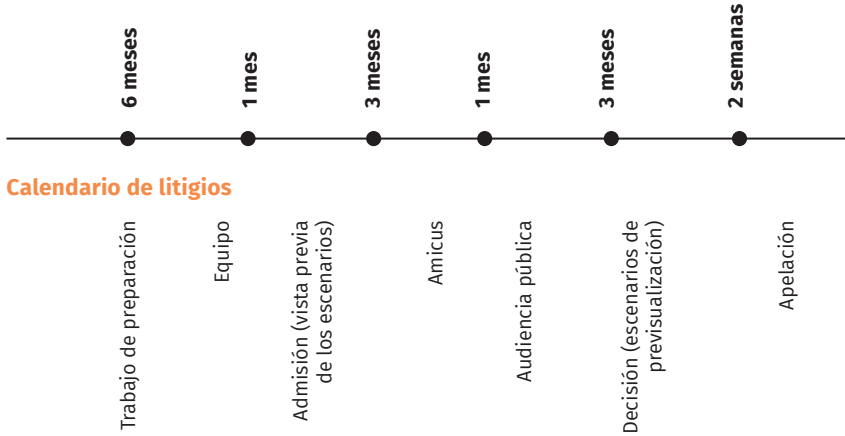 6 meses
1 mes
3 meses
1 mes
3 meses
2 semanas
Calendario de litigios
Trabajo de preparación
Equipo
Admisión (vista previa
de los escenarios)
Amicus
Audiencia pública
Decisión (escenarios de
previsualización)
Apelación